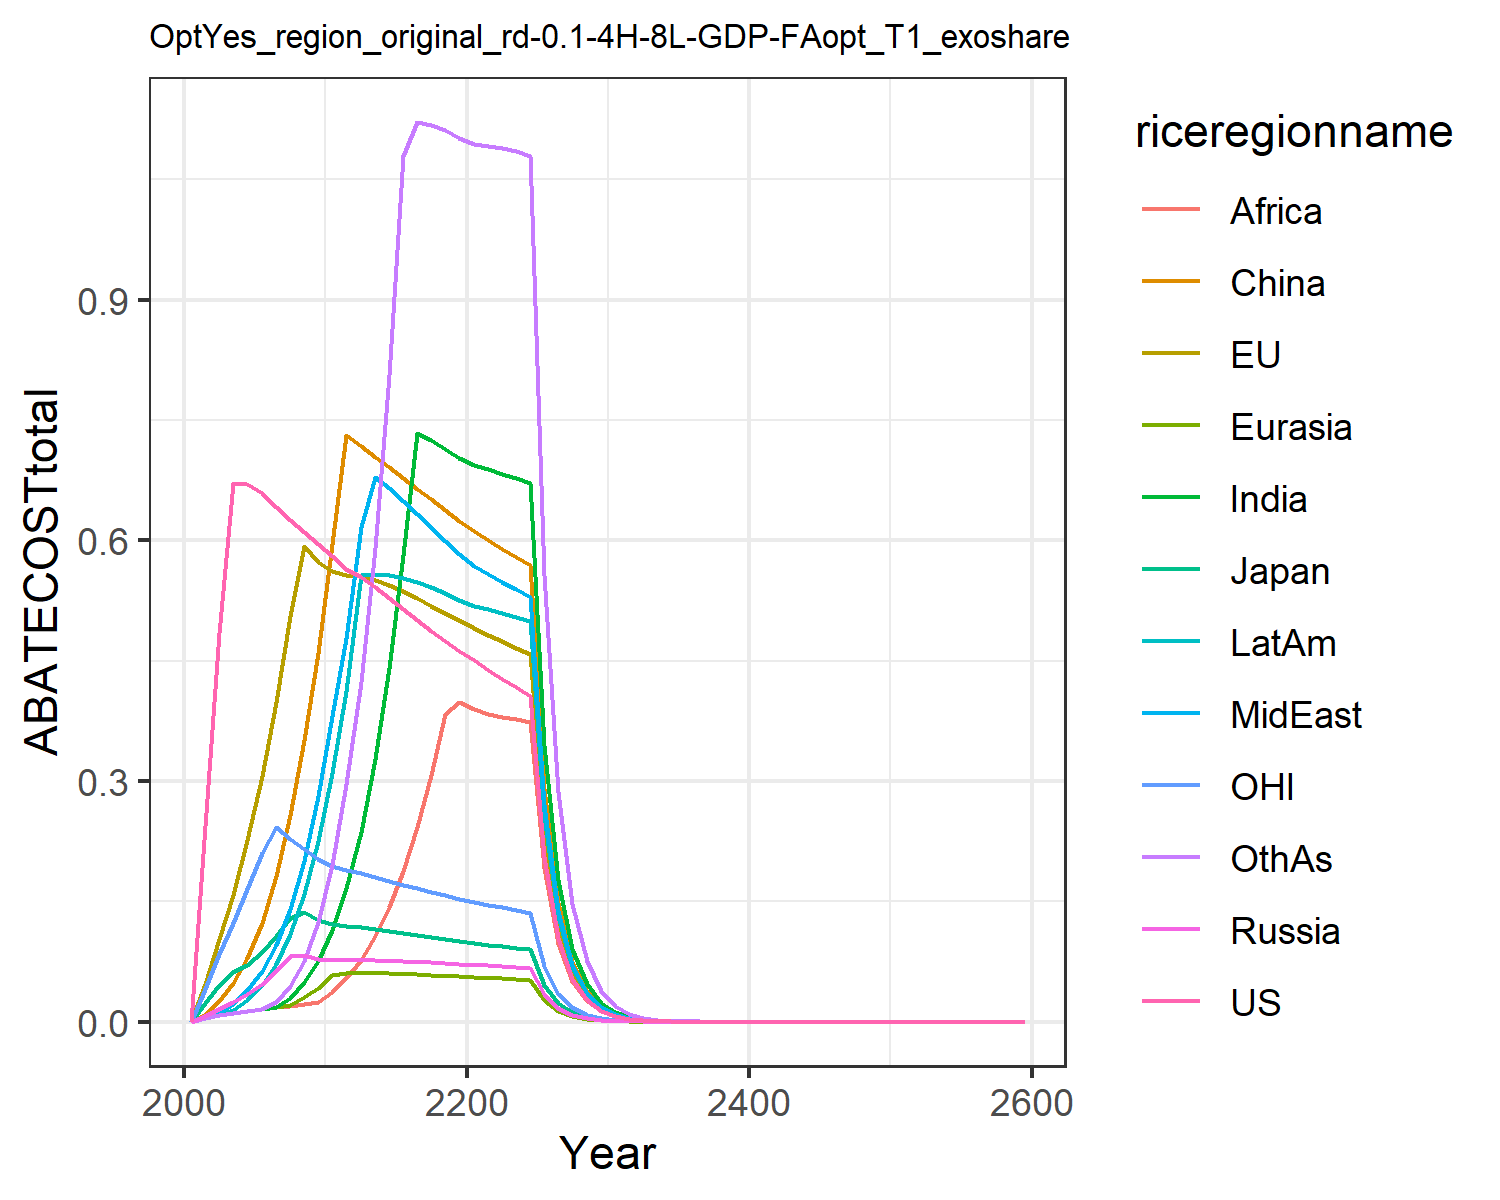 OptYes_region_original_rd-0.1-4H-8L-GDP-FAopt_T1_exoshare
ABATECOSTtotal
0.9
0.6
0.3
0.0
2000 2200 2400 2600
Year
riceregionname
Africa
China
EU
Eurasia
India
Japan
LatAm
MidEast
OHI
OthAs
Russia
US